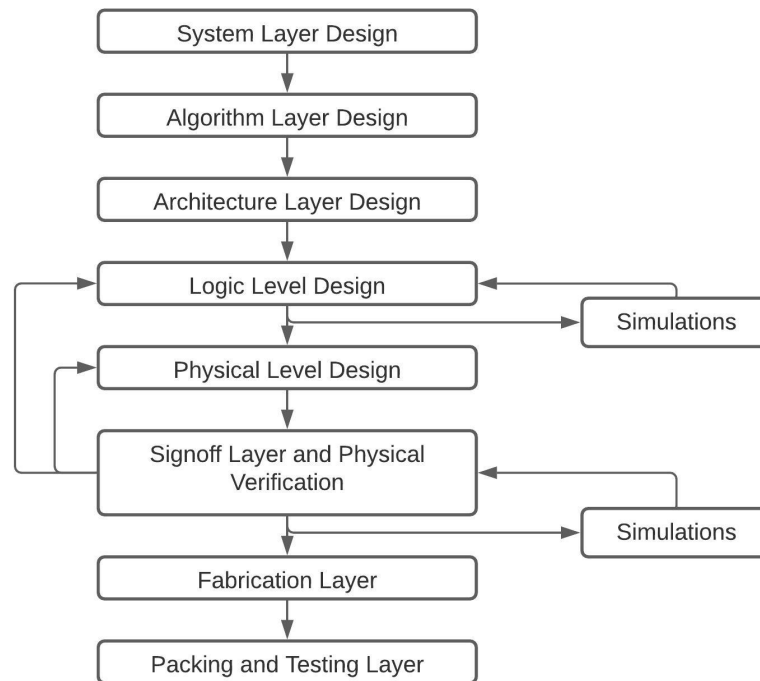 System Layer Design
Algorithm Layer Design
Architecture Layer Design
Logic Level Design
Simulations
Physical Level Design
Signoff Layer and Physical
Verification
Simulations
Fabrication Layer
Packing and Testing Layer